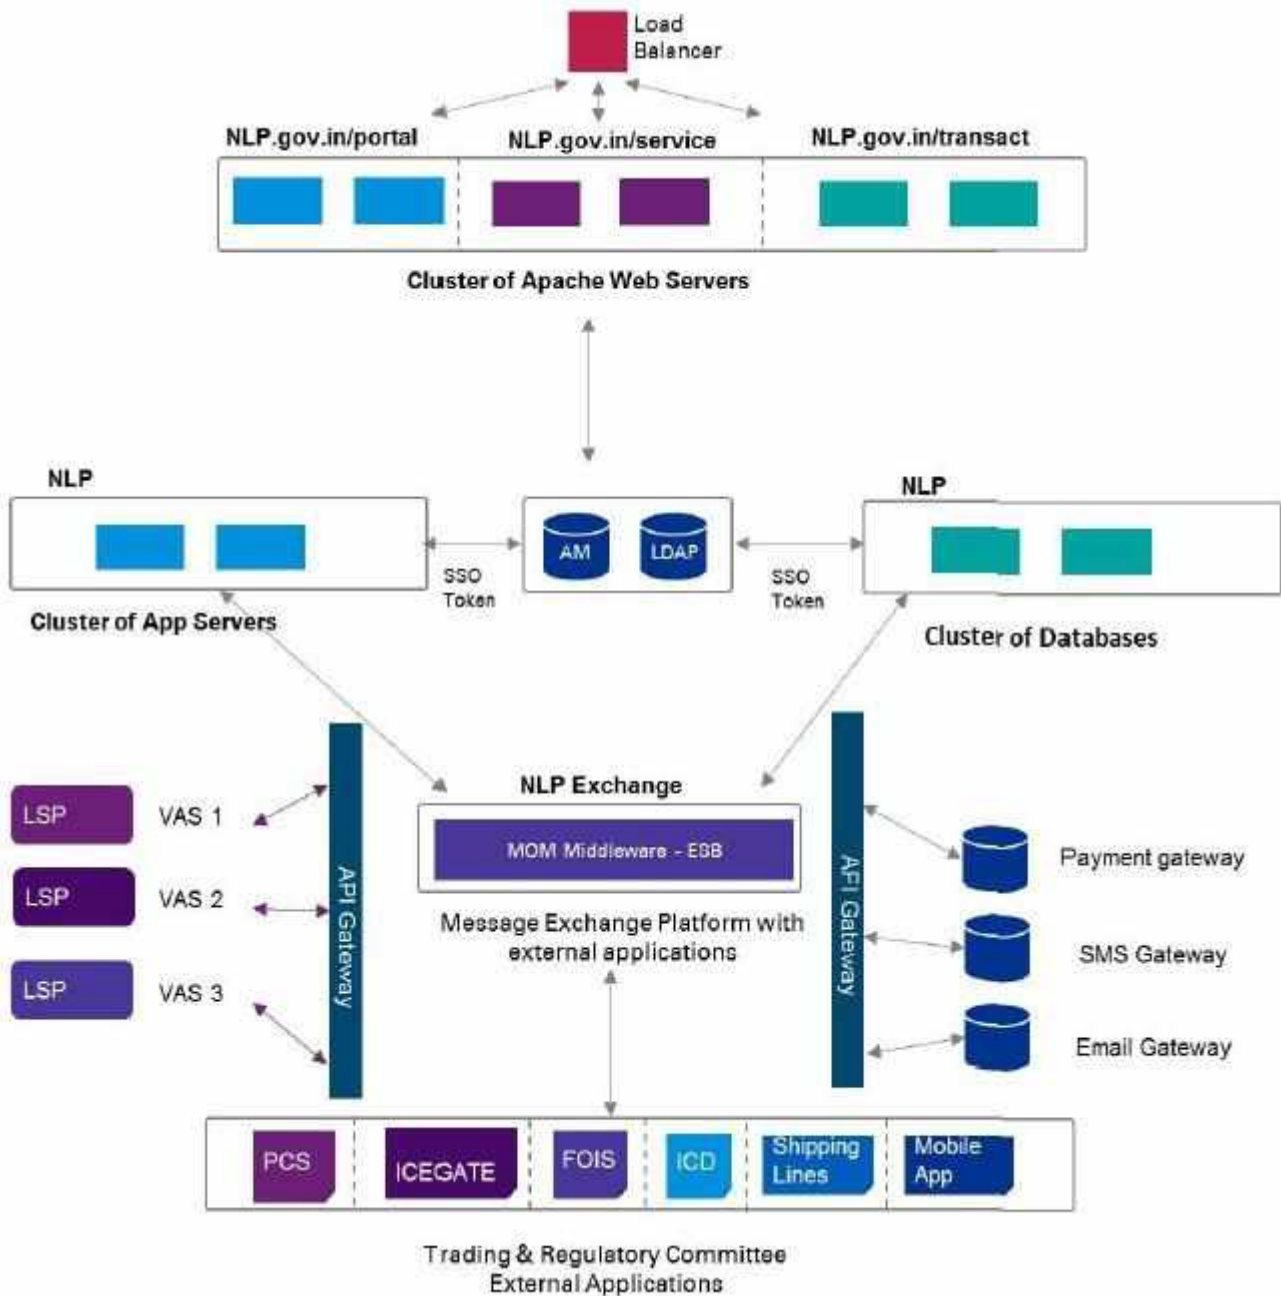 Load
Balancer
NLP.gov.in/portal
NLP.gov.in/service
NLP.gov.in/transact
Cluster of Apache Web Servers
NLP
NLP
AM
LDAP
SSO
Token
SSO
Token
Cluster of App Servers
Cluster of Databases
NLP Exchange
MOM Middleware - ESB
Message Exchange Platform with
external applications
LSP
VAS 1
LSP
VAS 2
LSP
VAS 3
API Gateway
API Gateway
Payment gateway
SMS Gateway
Email Gateway
PCS
ICEGATE
FOIS
ICD
Shipping
Lines
Mobile
App
Trading & Regulatory Committee
External Applications